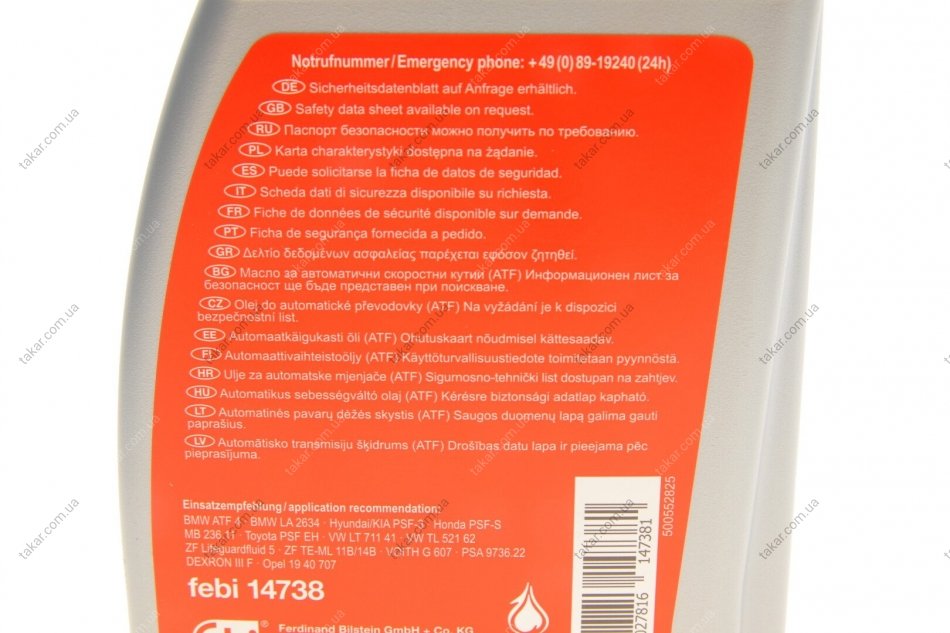 Notrufnummer/Emergency phone: +49(0)89-19240(24h)
DE Sicherheitsdatenblatt auf Anfrage erhältlich.
GB Safety data sheet available on request.
RU Паспорт безопасности можно получить по требованию.
PL Karta charakterystyki dostępna na żądanie.
ES Puede solicitarse la ficha de datos de seguridad.
IT Scheda dati di sicurezza disponibile su richiesta.
FR Fiche de données de sécurité disponible sur demande.
PT Ficha de segurança fornecida a pedido.
GR Δελτίο δεδομένων ασφαλείας παρέχεται εφόσον ζητηθεί.
BG Масло за автоматични скоростни кутии (ATF) Информационен лист за
безопасност ще бъде представен при поискване.
CZ Olej do automatické převodovky (ATF) Na vyžádání je k dispozici
bezpečnostní list.
EE Automaatkäigukasti õli (ATF) Ohutuskaart nõudmisel kättesaadav.
FN Automaattivaihteistoöljy (ATF) Käyttöturvallisuustiedote toimitetaan pyynnöstä.
HR Ulje za automatske mjenjače (ATF) Sigurnosno-tehnički list dostupan na zahtjev.
HU Automatikus sebességváltó olaj (ATF) Kérésre biztonsági adatlap kapható.
LT Automatinės pavarų dėžės skystis (ATF) Saugos duomenų lapą galima gauti
paprašius.
LV Automātisko transmisiju šķidrums (ATF) Drošības datu lapa ir pieejama pēc
pieprasījuma.
Einsatzempfehlung/application recommendation:
BMW ATF · BMW LA 2634 · Hyundai/KIA PSF-3 · Honda PSF-S
MB 236.11 · Toyota PSF EH · VW LT 711 41 · VW TL 521 62
ZF Lifeguardfluid 5 · ZF TE-ML 11B/14B · VOITH G 607 · PSA 9736.22
DEXRON III F · Opel 19 40 707
febi 14738
Ferdinand Bilstein GmbH + Co. KG
027816 147381
500552825
takar.com.ua